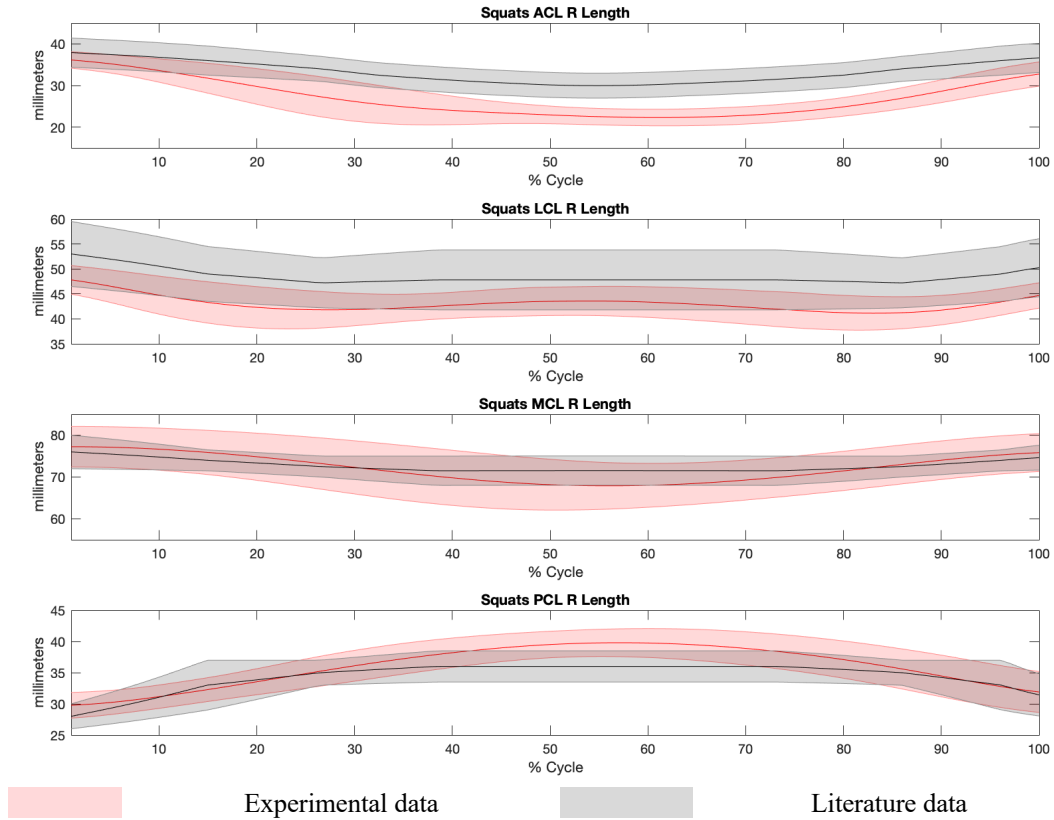 Squats ACL R Length
40
30
20
millimeters
10 20 30 40 50 60 70 80 90 100
% Cycle
Squats LCL R Length
60
55
50
45
40
35
millimeters
10 20 30 40 50 60 70 80 90 100
% Cycle
Squats MCL R Length
80
70
60
millimeters
10 20 30 40 50 60 70 80 90 100
% Cycle
Squats PCL R Length
45
40
35
30
25
millimeters
10 20 30 40 50 60 70 80 90 100
% Cycle
Experimental data Literature data